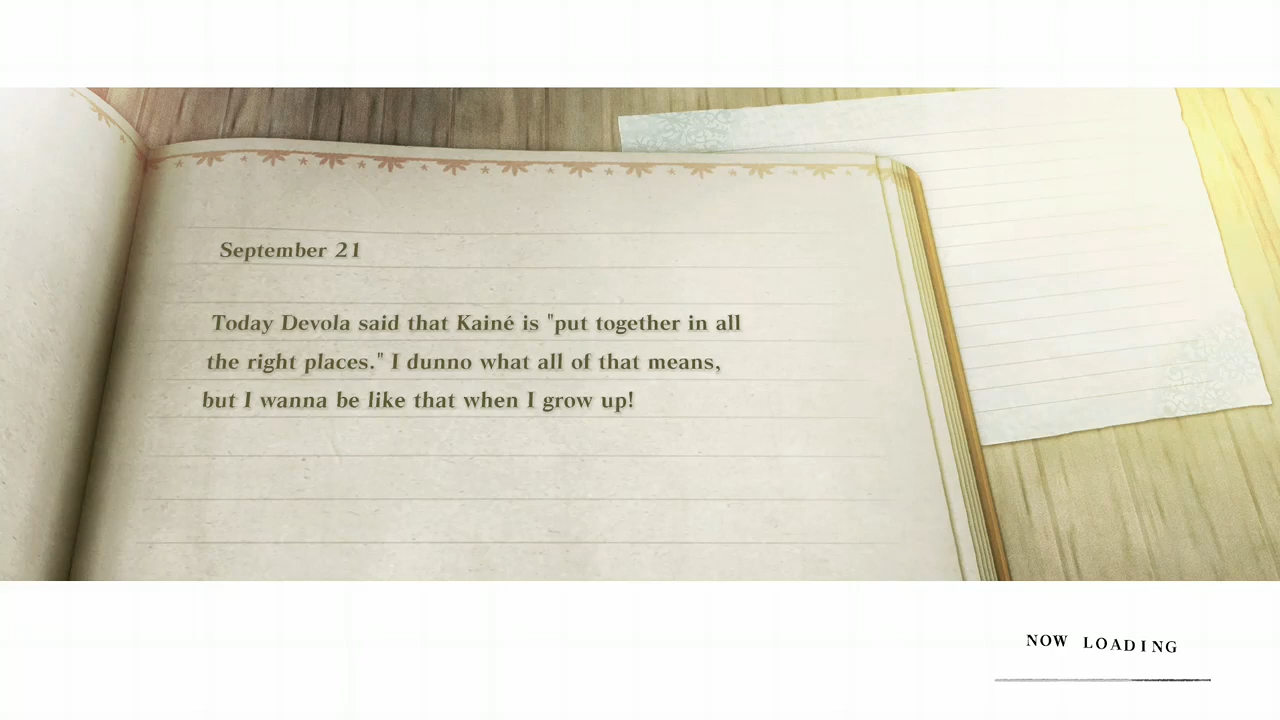 September 21
Today Devola said that Kainé is "put together in all
the right places." I dunno what all of that means,
but I wanna be like that when I grow up!
NOW LOADING